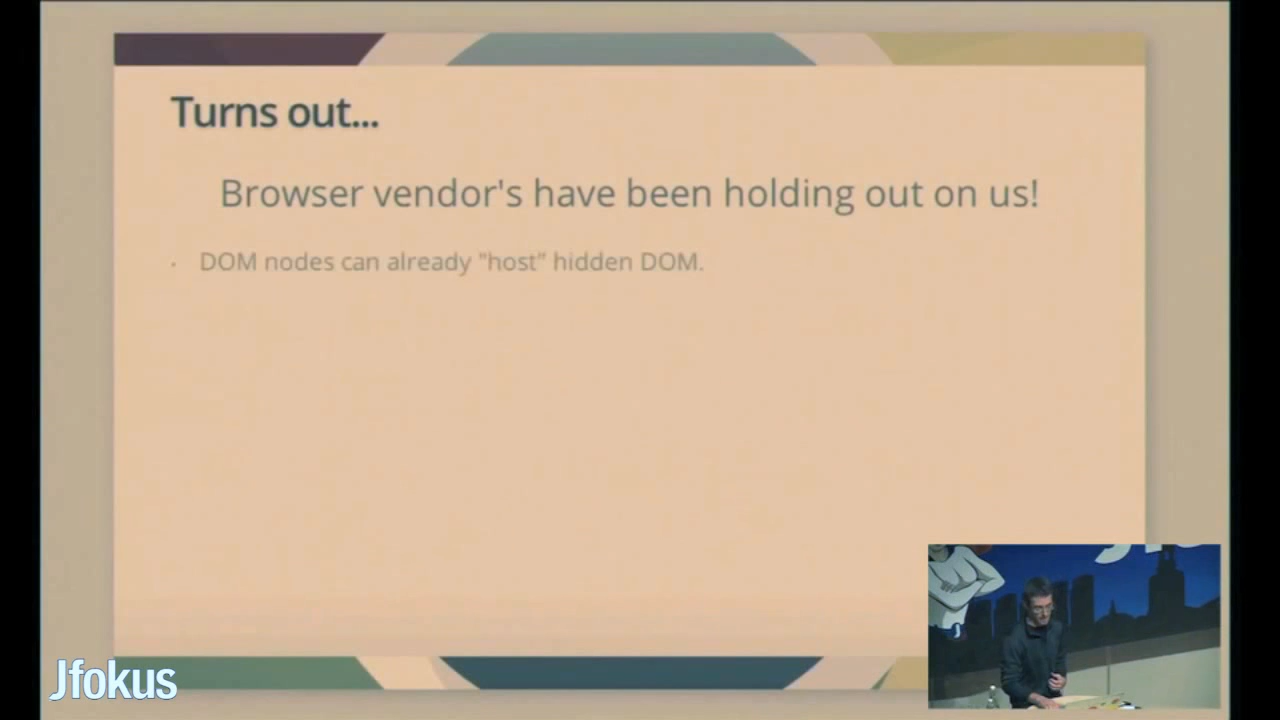 Turns out...
Browser vendor's have been holding out on us!
· DOM nodes can already "host" hidden DOM.
Jfokus